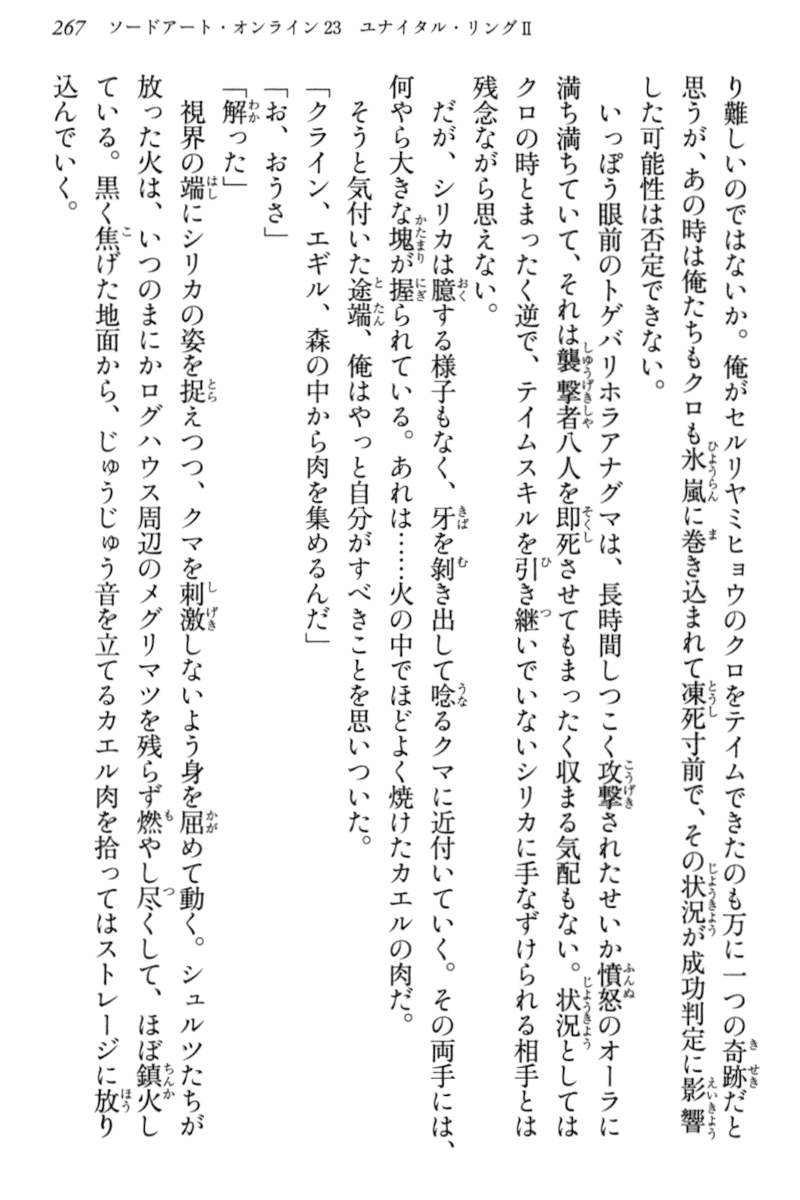 267　ソードアート・オンライン23　ユナイタル・リングⅡ
り難しいのではないか。俺がセルリヤミヒョウのクロをテイムできたのも万に一つの奇跡だと
思うが、あの時は俺たちもクロも氷嵐に巻き込まれて凍死寸前で、その状況が成功判定に影響
した可能性は否定できない。
　いっぽう眼前のトゲバリホラアナグマは、長時間しつこく攻撃されたせいか憤怒のオーラに
満ち満ちていて、それは襲撃者八人を即死させてもまったく収まる気配もない。状況としては
クロの時とまったく逆で、テイムスキルを引き継いでいないシリカに手なずけられる相手とは
残念ながら思えない。
　だが、シリカは臆する様子もなく、牙を剝き出して唸るクマに近付いていく。その両手には、
何やら大きな塊が握られている。あれは……火の中でほどよく焼けたカエルの肉だ。
　そうと気付いた途端、俺はやっと自分がすべきことを思いついた。
「クライン、エギル、森の中から肉を集めるんだ」
「お、おうさ」
「解った」
　視界の端にシリカの姿を捉えつつ、クマを刺激しないよう身を屈めて動く。シュルツたちが
放った火は、いつのまにかログハウス周辺のメグリマツを残らず燃やし尽くして、ほぼ鎮火し
ている。黒く焦げた地面から、じゅうじゅう音を立てるカエル肉を拾ってはストレージに放り
込んでいく。